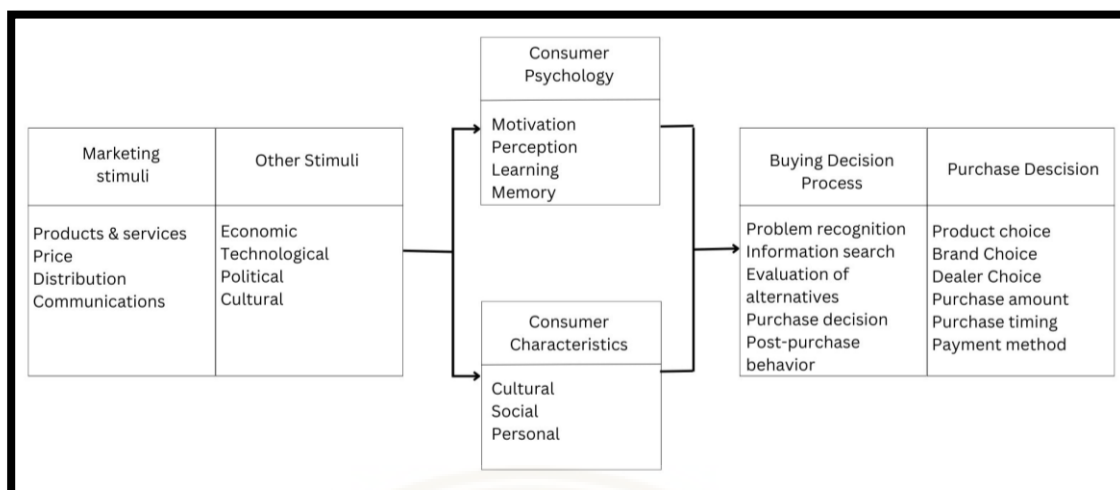 Marketing
stimuli
Products & services
Price
Distribution
Communications
Other Stimuli
Economic
Technological
Political
Cultural
Consumer
Psychology
Motivation
Perception
Learning
Memory
Consumer
Characteristics
Cultural
Social
Personal
Buying Decision
Process
Problem recognition
Information search
Evaluation of
alternatives
Purchase decision
Post-purchase
behavior
Purchase Descision
Product choice
Brand Choice
Dealer Choice
Purchase amount
Purchase timing
Payment method